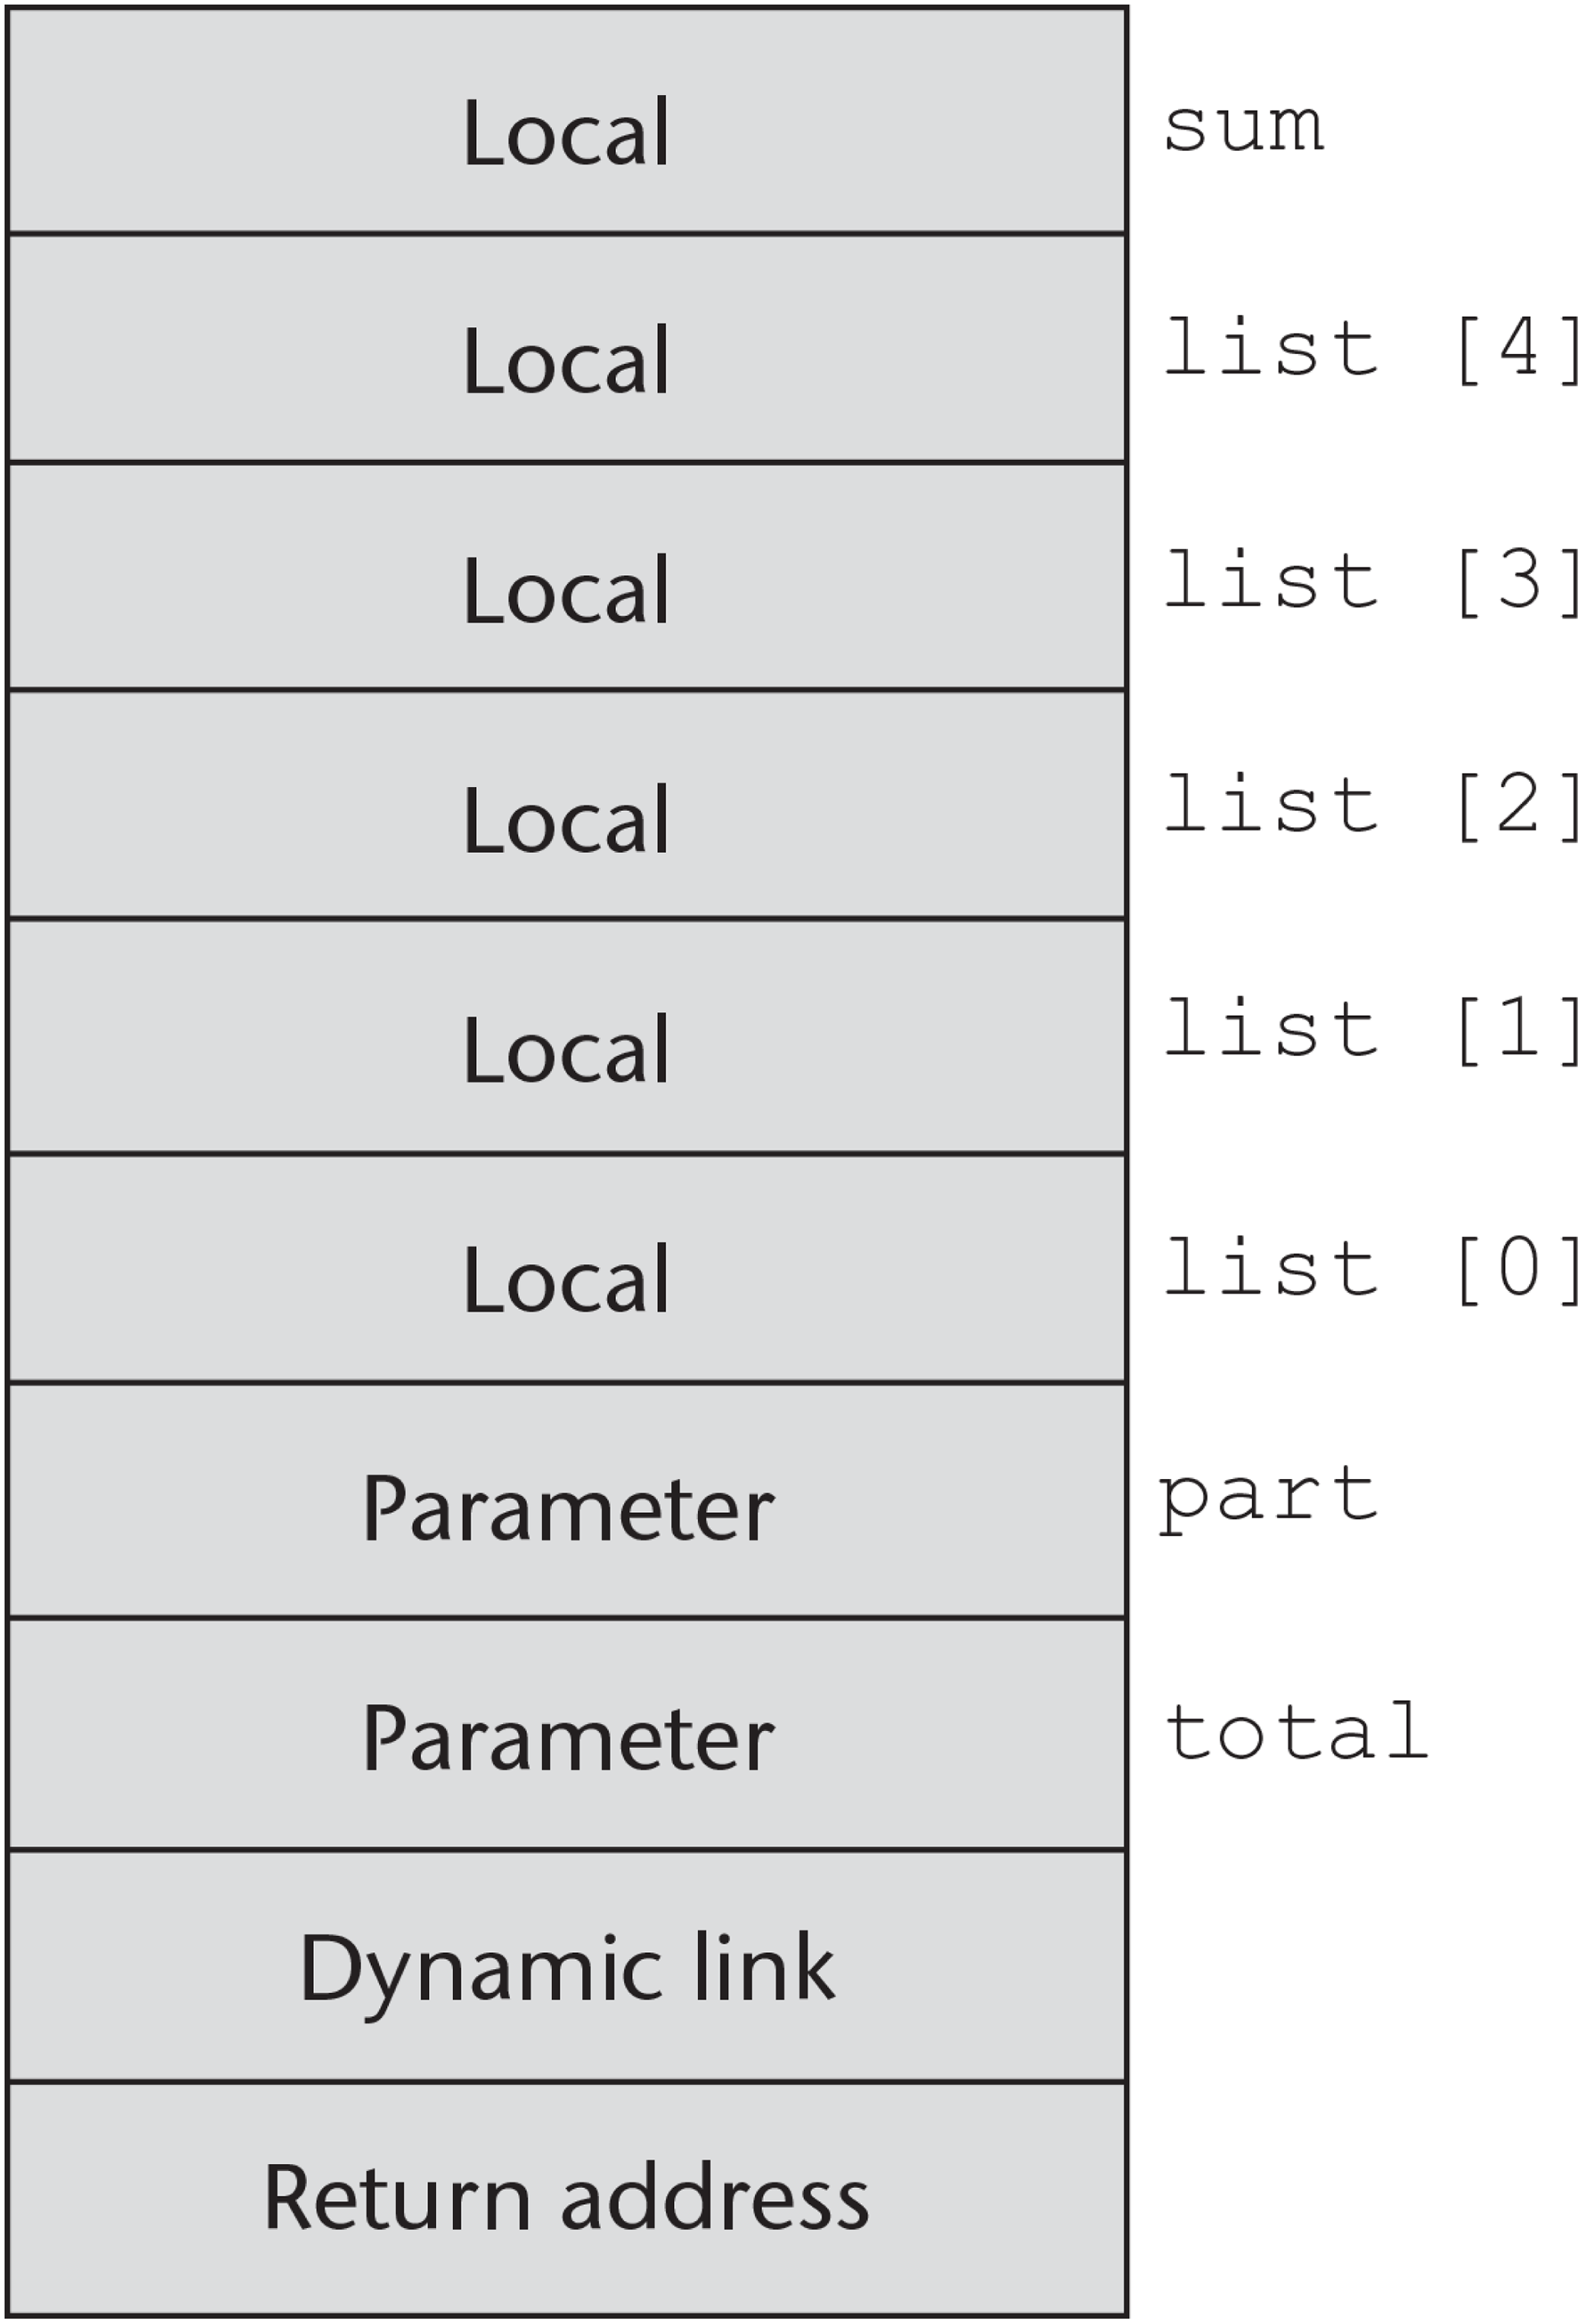 Local sum
Local list [4]
Local list [3]
Local list [2]
Local list [1]
Local list [0]
Parameter part
Parameter total
Dynamic link
Return address